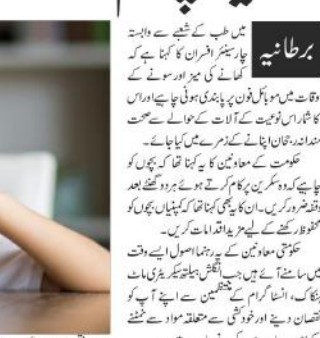 برطانیہ
میں طب کے شعبے سے وابستہ
چار سینئر افسران کا کہنا ہے کہ
کھانے کی میز اور سونے کے
اوقات میں موبائل فون پر پابندی ہونی چاہیے اور اس
کا شمار اس نوعیت کے آلات کے حوالے سے صحت
مندانہ رجحان اپنانے کے زمرے میں کیا جائے۔
حکومت کے معاونین کا یہ کہنا تھا کہ بچوں کو
چاہیے کہ وہ سکرین پر کام کرتے ہوئے ہر دو گھنٹے بعد
وقفہ ضرور کریں۔ ان کا یہ بھی کہنا تھا کہ کمپنیاں بچوں کو
محفوظ رکھنے کے لیے مزید اقدامات کریں۔
حکومتی معاونین کے یہ رہنما اصول ایسے وقت
میں سامنے آئے ہیں جب انگلش ہیلتھ سیکریٹری ماٹ
ہنکاک، انسٹا گرام کے منتظمین سے اپنے آپ کو
نقصان دینے اور خودکشی سے متعلقہ مواد سے نمٹنے